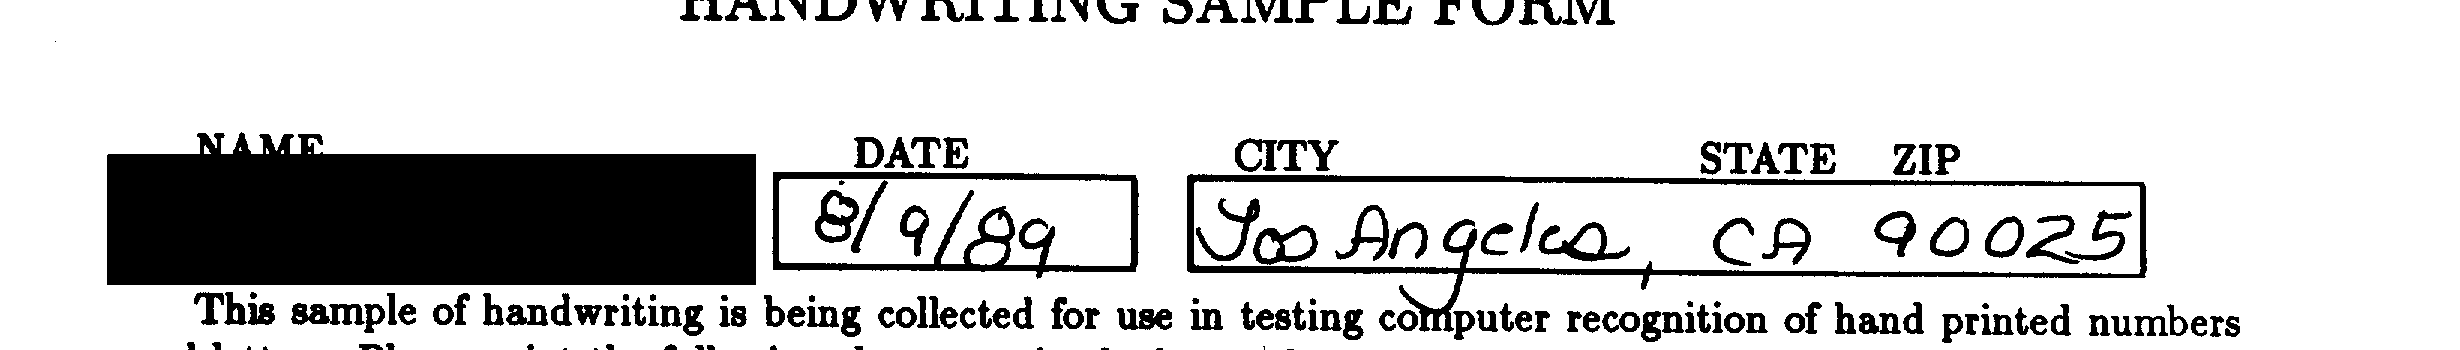 HANDWRITING SAMPLE FORM
NAME DATE CITY STATE ZIP
8/9/89 Los Angeles, CA 90025
This sample of handwriting is being collected for use in testing computer recognition of hand printed numbers